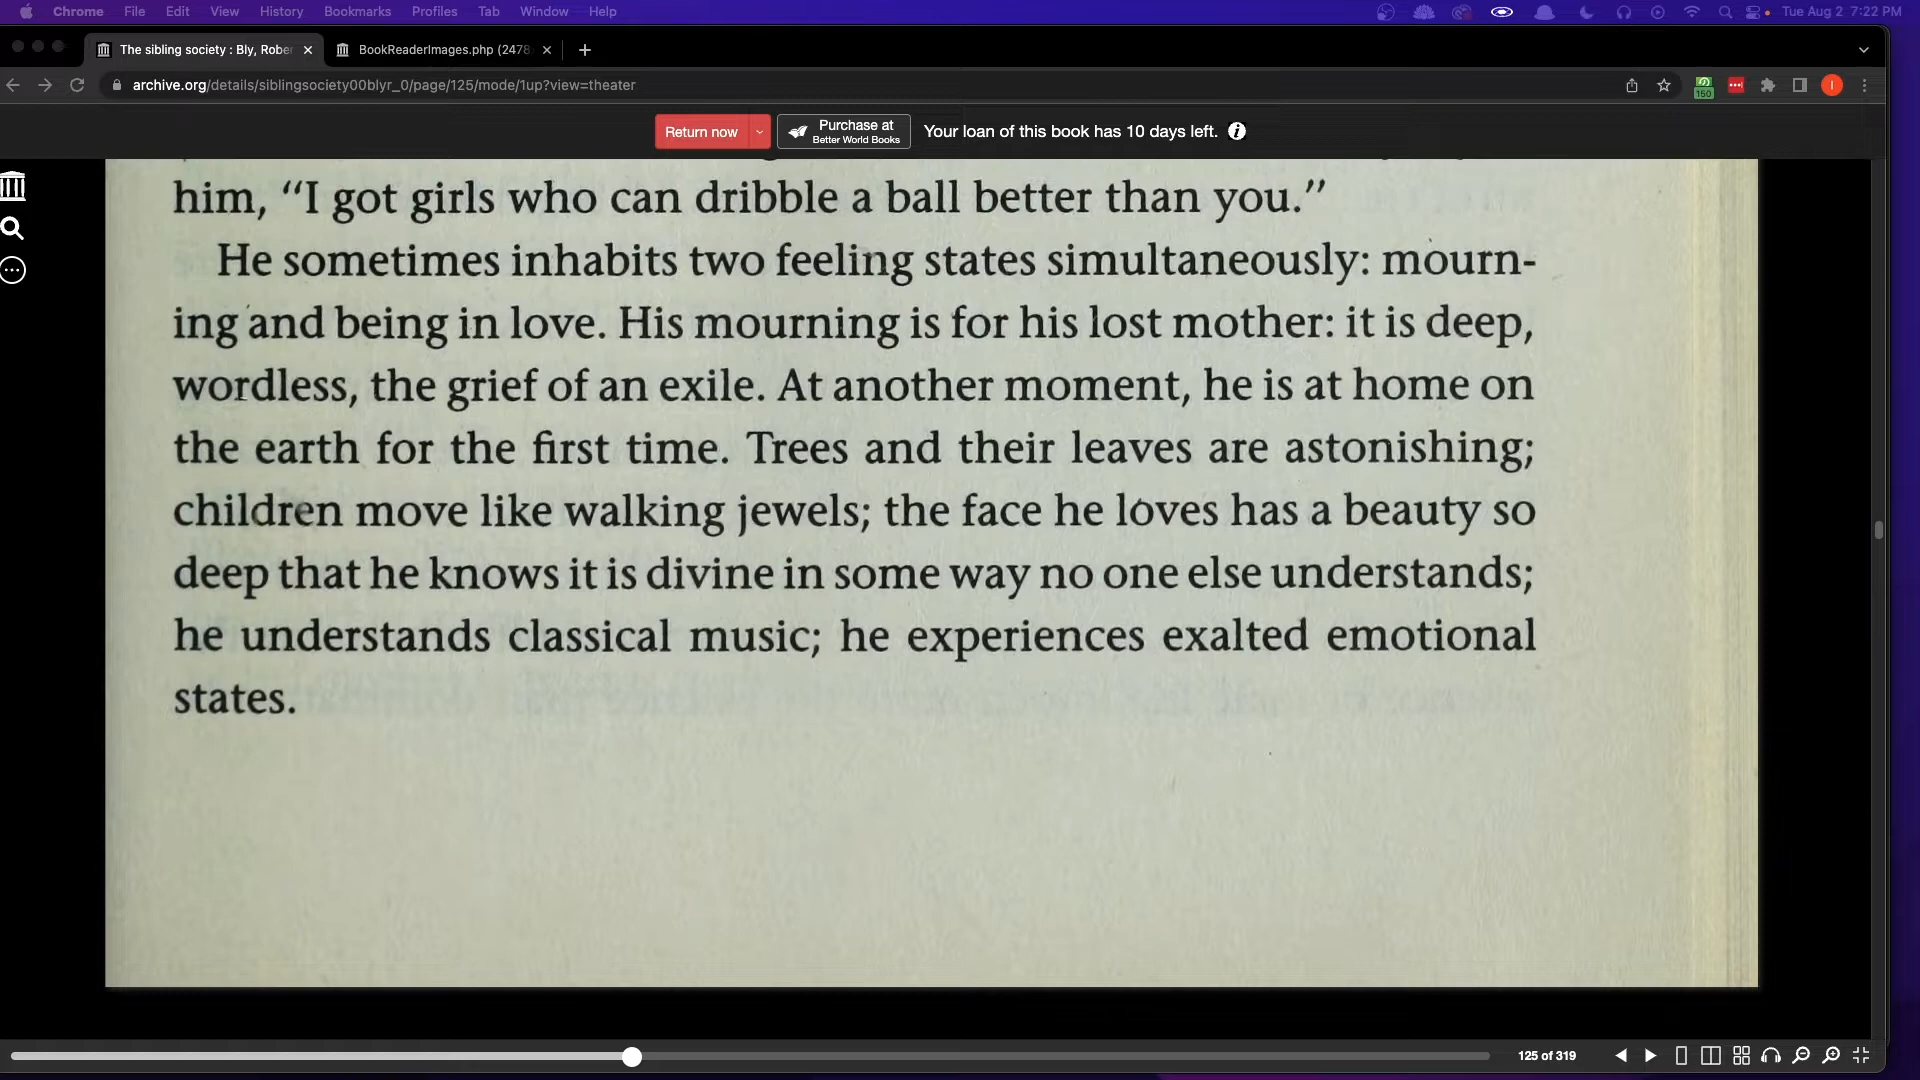 Chrome File Edit View History Bookmarks Profiles Tab Window Help Tue Aug 2 7:22 PM
The sibling society : Bly, Rober BookReaderImages.php (2478
archive.org/details/siblingsociety00blyr_0/page/125/mode/1up?view=theater 150
Return now Purchase at Your loan of this book has 10 days left.
Better World Books
him, “I got girls who can dribble a ball better than you.”
He sometimes inhabits two feeling states simultaneously: mourn-
ing and being in love. His mourning is for his lost mother: it is deep,
wordless, the grief of an exile. At another moment, he is at home on
the earth for the first time. Trees and their leaves are astonishing;
children move like walking jewels; the face he loves has a beauty so
deep that he knows it is divine in some way no one else understands;
he understands classical music; he experiences exalted emotional
states.
125 of 319